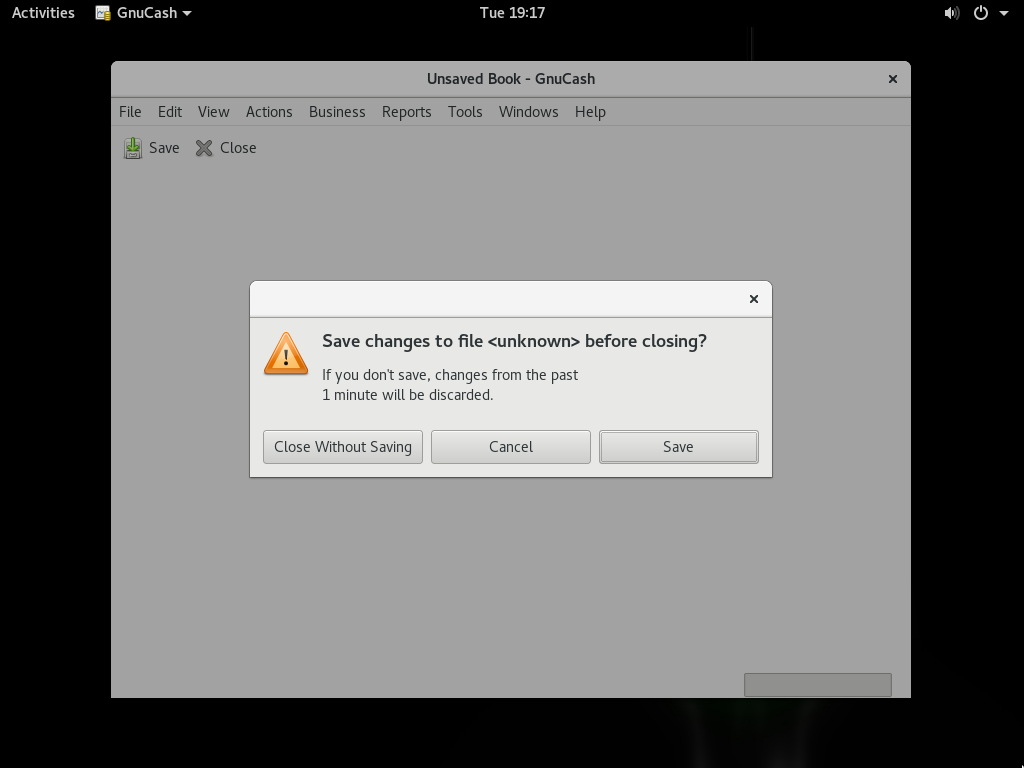 Activities GnuCash Tue 19:17
Unsaved Book - GnuCash
File Edit View Actions Business Reports Tools Windows Help
Save Close
Save changes to file <unknown> before closing?
If you don't save, changes from the past
1 minute will be discarded.
Close Without Saving Cancel Save